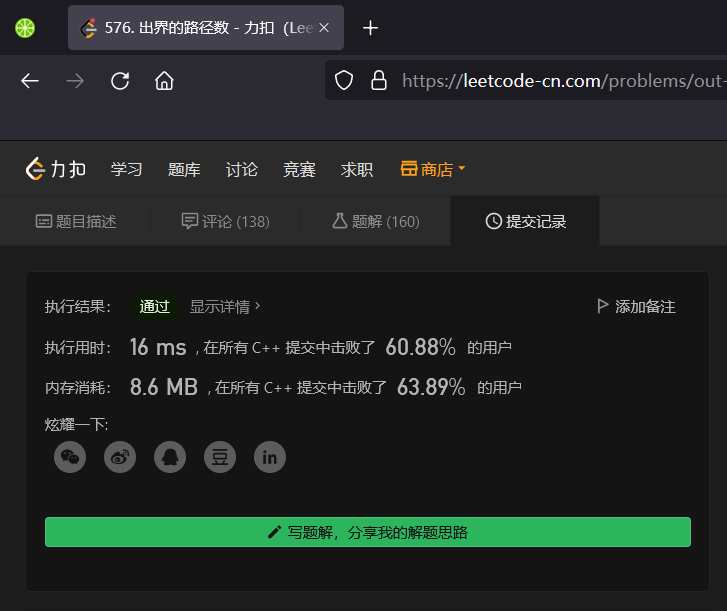 576. 出界的路径数 - 力扣（Lee
https://leetcode-cn.com/problems/out-
力扣 学习 题库 讨论 竞赛 求职 商店
题目描述 评论 (138) 题解 (160) 提交记录
执行结果： 通过 显示详情 > 添加备注
执行用时： 16 ms , 在所有 C++ 提交中击败了 60.88% 的用户
内存消耗： 8.6 MB , 在所有 C++ 提交中击败了 63.89% 的用户
炫耀一下:
写题解，分享我的解题思路